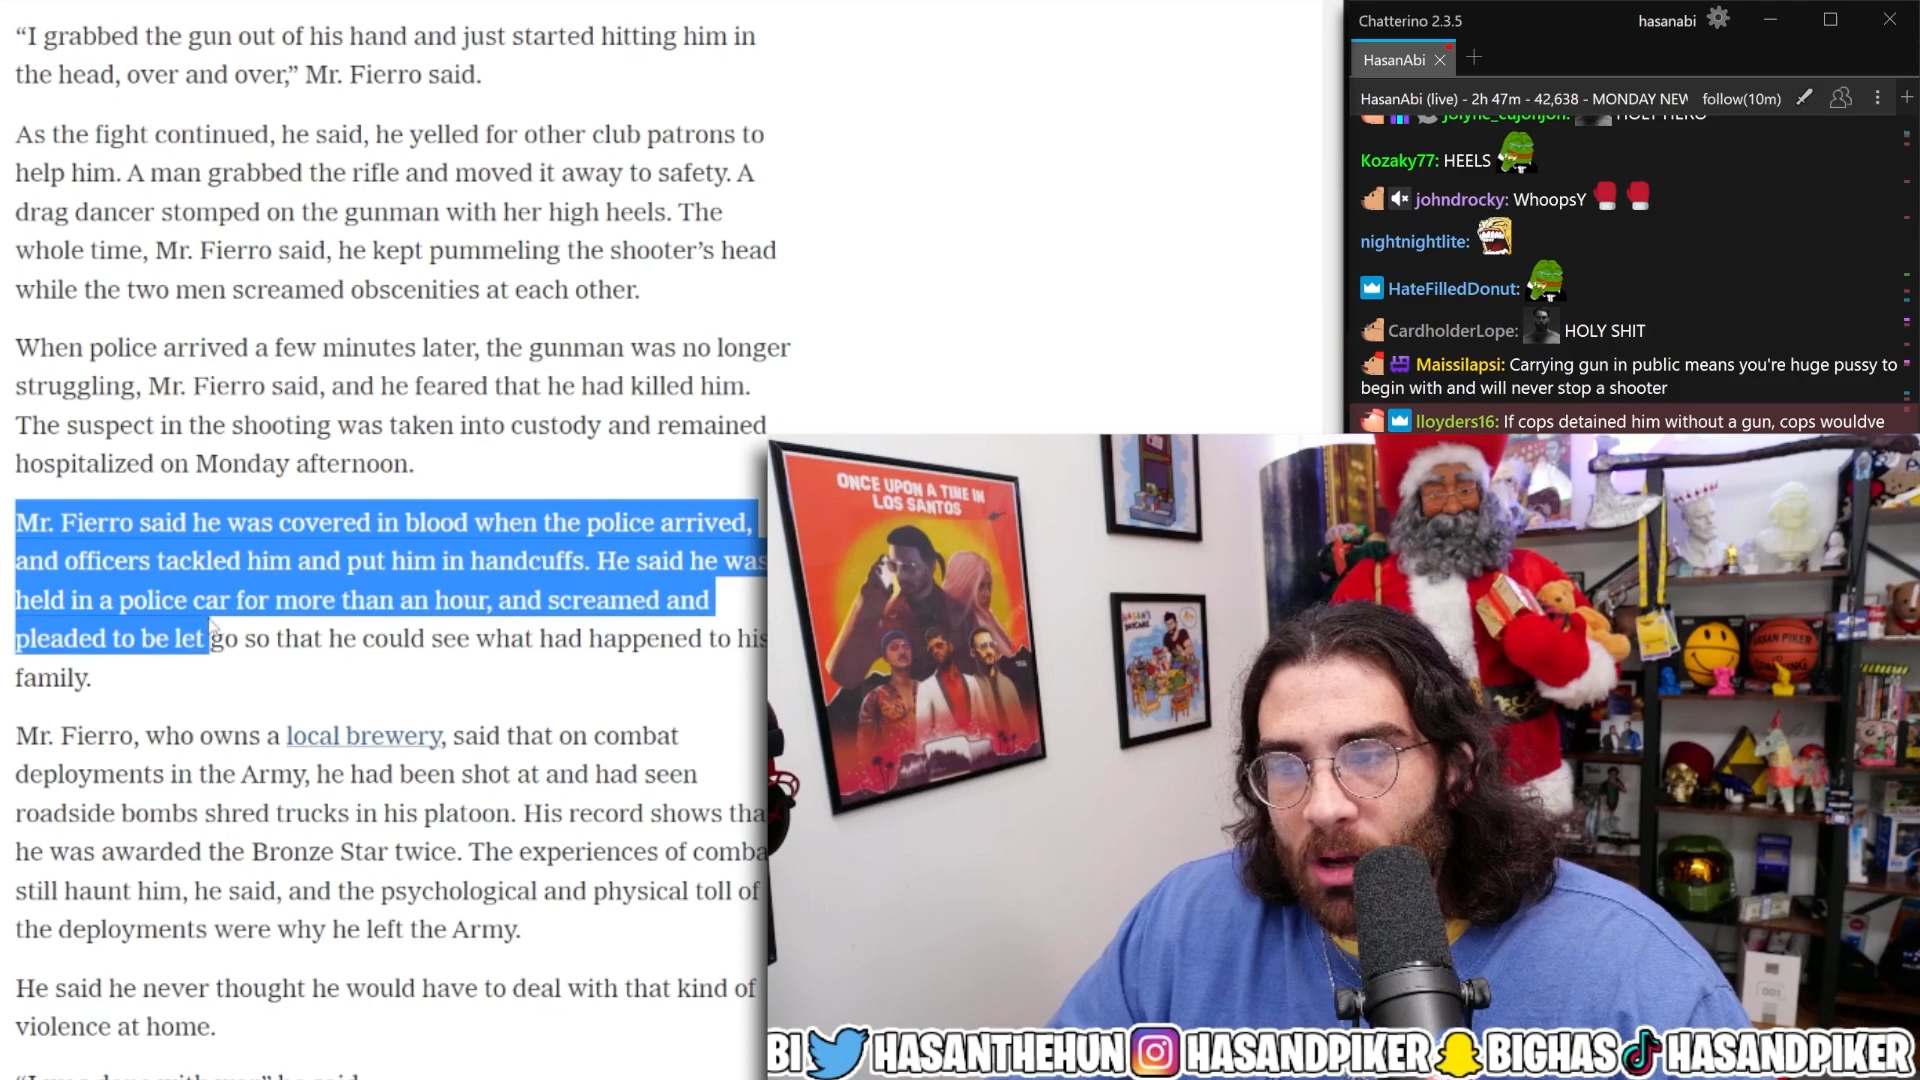 “I grabbed the gun out of his hand and just started hitting him in
the head, over and over,” Mr. Fierro said.
As the fight continued, he said, he yelled for other club patrons to
help him. A man grabbed the rifle and moved it away to safety. A
drag dancer stomped on the gunman with her high heels. The
whole time, Mr. Fierro said, he kept pummeling the shooter’s head
while the two men screamed obscenities at each other.
When police arrived a few minutes later, the gunman was no longer
struggling, Mr. Fierro said, and he feared that he had killed him.
The suspect in the shooting was taken into custody and remained
hospitalized on Monday afternoon.
Mr. Fierro said he was covered in blood when the police arrived,
and officers tackled him and put him in handcuffs. He said he was
held in a police car for more than an hour, and screamed and
pleaded to be let go so that he could see what had happened to his
family.
Mr. Fierro, who owns a local brewery, said that on combat
deployments in the Army, he had been shot at and had seen
roadside bombs shred trucks in his platoon. His record shows tha
he was awarded the Bronze Star twice. The experiences of comba
still haunt him, he said, and the psychological and physical toll of
the deployments were why he left the Army.
He said he never thought he would have to deal with that kind of
violence at home.
Chatterino 2.3.5
hasanabi
HasanAbi
HasanAbi (live) - 2h 47m - 42,638 - MONDAY NEW
follow(10m)
jolyne_cujohjoh: HOLY HERO
Kozaky77: HEELS
johndrocky: WhoopsY
nightnightlite:
HateFilledDonut:
CardholderLope: HOLY SHIT
Maissilapsi: Carrying gun in public means you're huge pussy to
begin with and will never stop a shooter
lloyders16: If cops detained him without a gun, cops wouldve
ONCE UPON A TIME IN
LOS SANTOS
HASAN PIKER
001
BI HASANTHEHUN HASANDPIKER BIGHAS HASANDPIKER